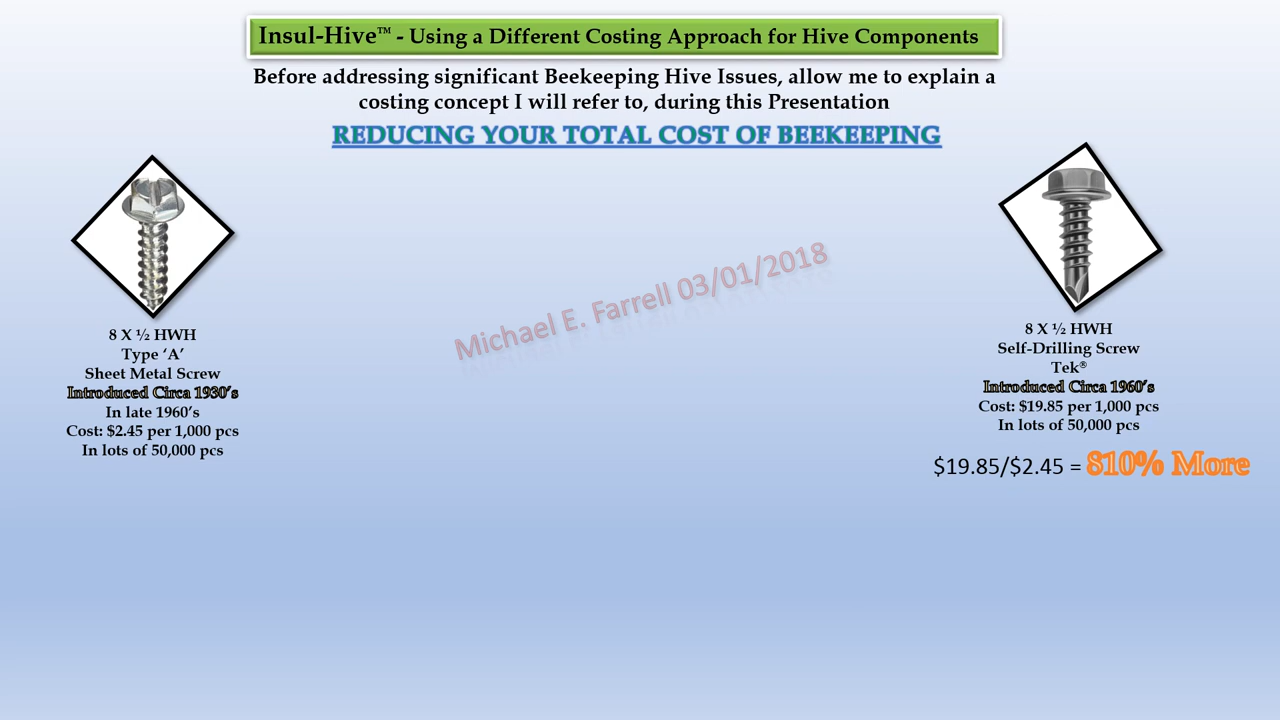 Insul-Hive™ - Using a Different Costing Approach for Hive Components
Before addressing significant Beekeeping Hive Issues, allow me to explain a
costing concept I will refer to, during this Presentation
REDUCING YOUR TOTAL COST OF BEEKEEPING
Michael E. Farrell 03/01/2018
8 X ½ HWH
Type ‘A’
Sheet Metal Screw
Introduced Circa 1930’s
In late 1960’s
Cost: $2.45 per 1,000 pcs
In lots of 50,000 pcs
8 X ½ HWH
Self-Drilling Screw
Tek®
Introduced Circa 1960’s
Cost: $19.85 per 1,000 pcs
In lots of 50,000 pcs
$19.85/$2.45 = 810% More